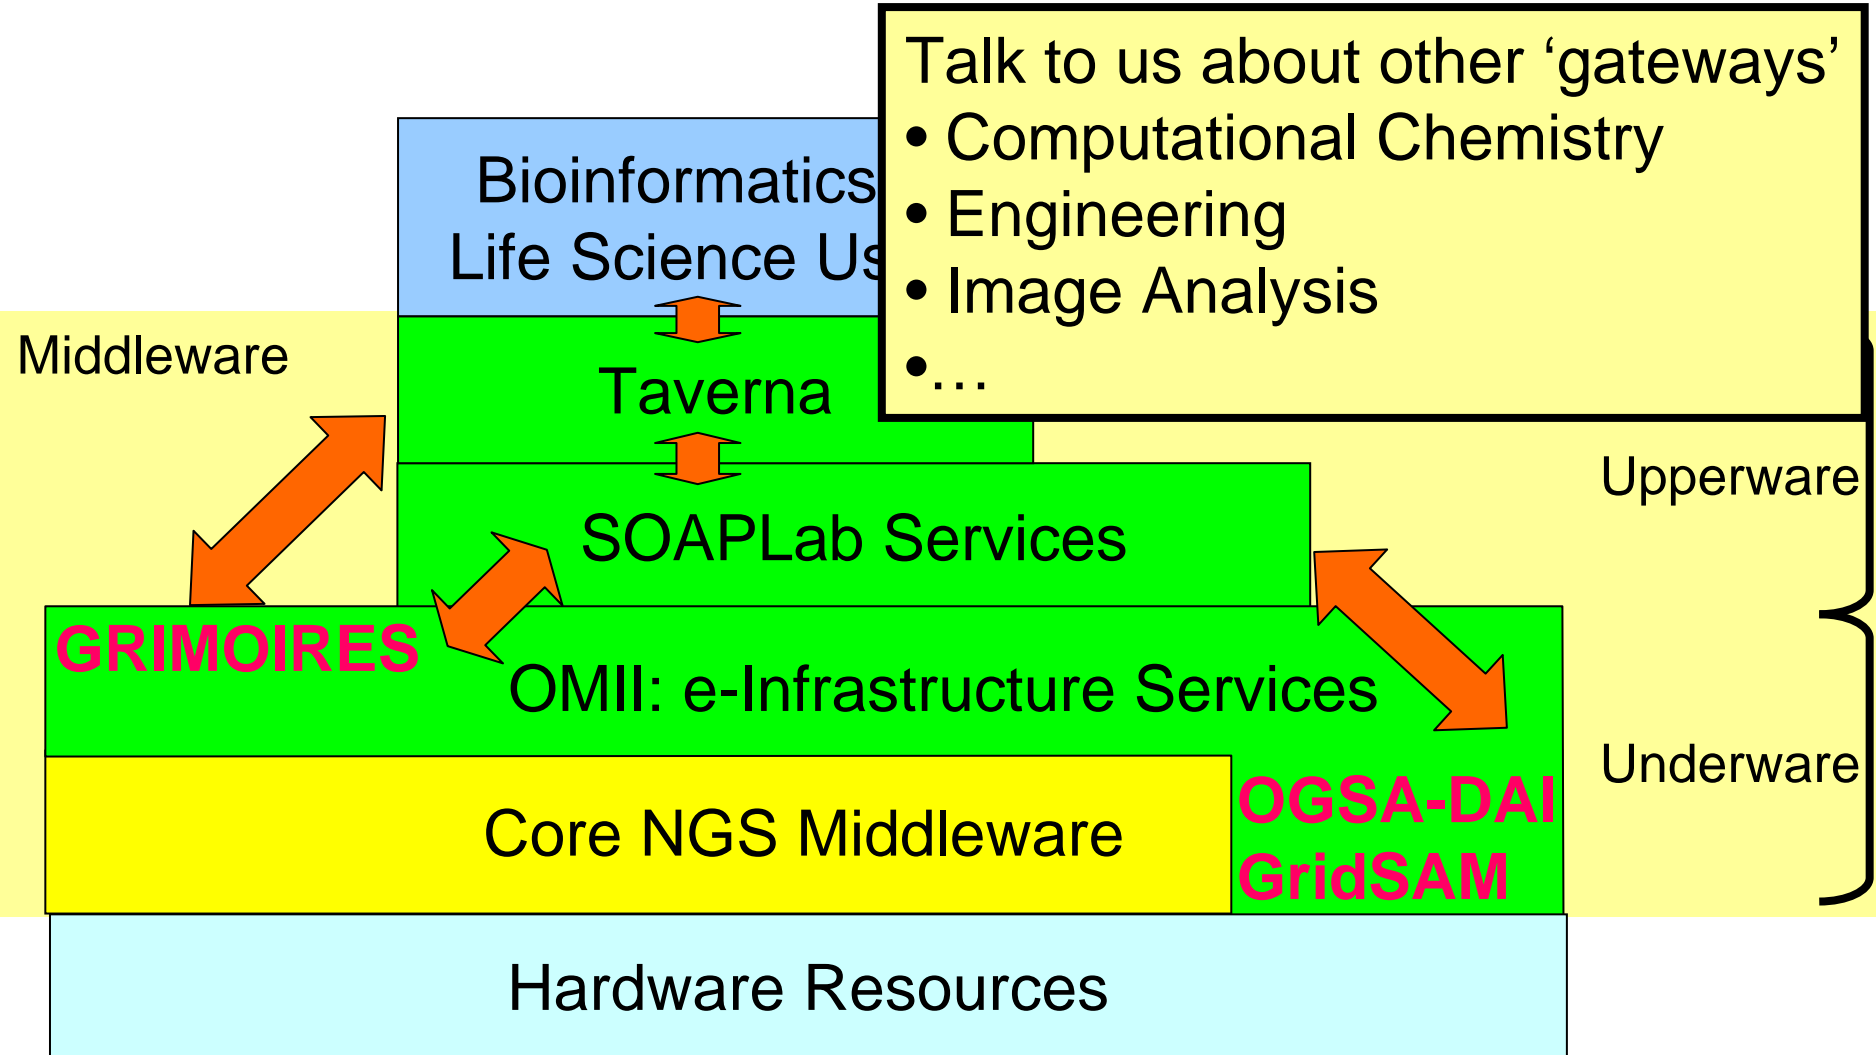 Talk to us about other ‘gateways’
• Computational Chemistry
• Engineering
• Image Analysis
•…
Bioinformatics
Life Science Us
Middleware
Taverna
Upperware
SOAPLab Services
GRIMOIRES
OMII: e-Infrastructure Services
Underware
OGSA-DAI
GridSAM
Core NGS Middleware
Hardware Resources